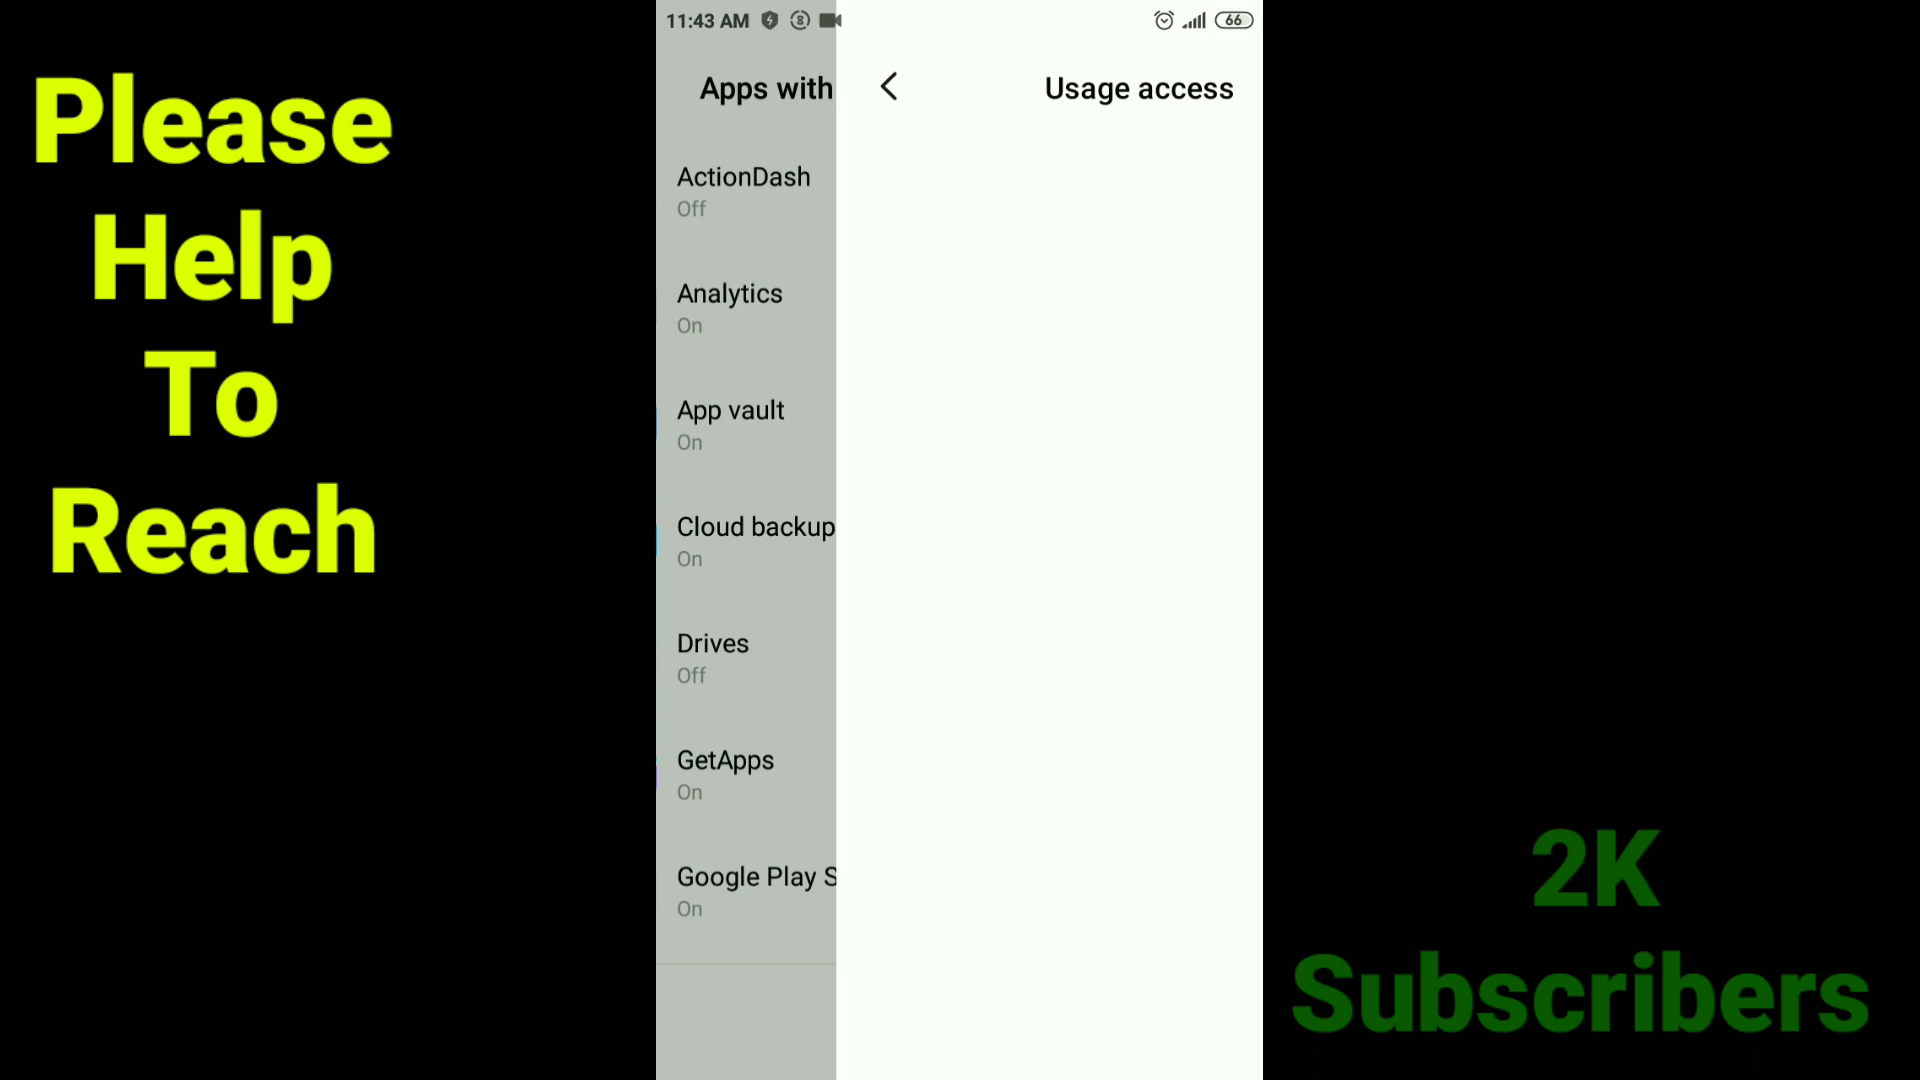 Please
Help
To
Reach
11:43 AM
66
Apps with
Usage access
ActionDash
Off
Analytics
On
App vault
On
Cloud backup
On
Drives
Off
GetApps
On
Google Play S
On
2K
Subscribers